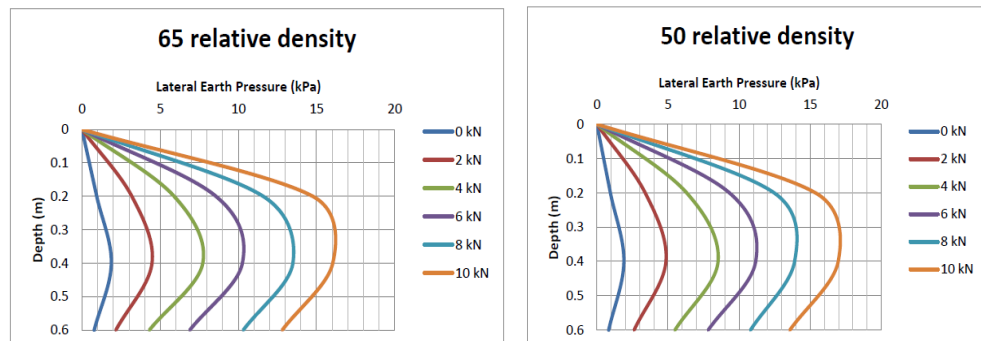 65 relative density
Lateral Earth Pressure (kPa)
0 5 10 15 20
0
0.1
0.2
0.3
0.4
0.5
0.6
Depth (m)
0 kN
2 kN
4 kN
6 kN
8 kN
10 kN
50 relative density
Lateral Earth Pressure (kPa)
0 5 10 15 20
0
0.1
0.2
0.3
0.4
0.5
0.6
Depth (m)
0 kN
2 kN
4 kN
6 kN
8 kN
10 kN